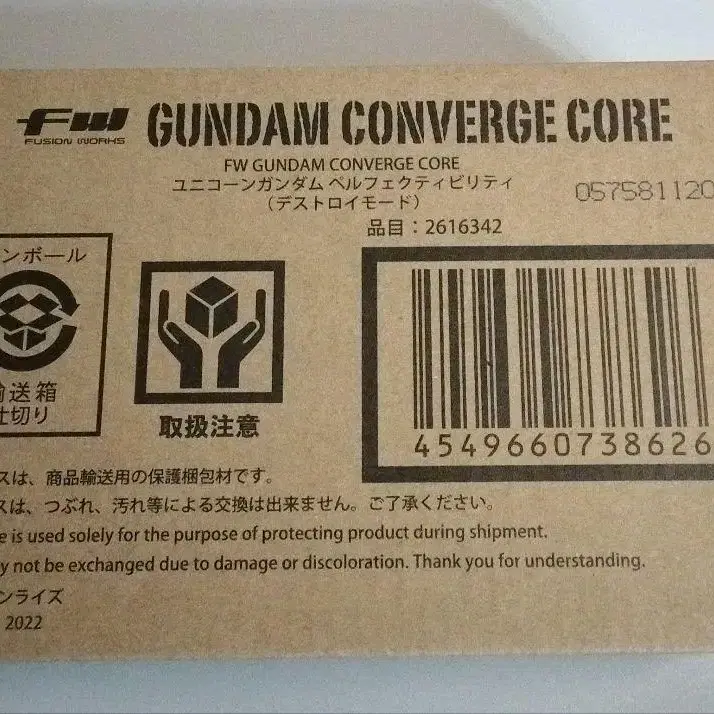 FW GUNDAM CONVERGE CORE
FUSION WORKS
FW GUNDAM CONVERGE CORE
ユニコーンガンダム ペルフェクティビリティ
(デストロイモード)
0575811120
品目：2616342
ンボール
輸送箱
仕切り
取扱注意
4549660738626
スは、商品輸送用の保護梱包材です。
スは、つぶれ、汚れ等による交換は出来ません。ご了承ください。
e is used solely for the purpose of protecting product during shipment.
y not be exchanged due to damage or discoloration. Thank you for understanding.
ンライズ
2022